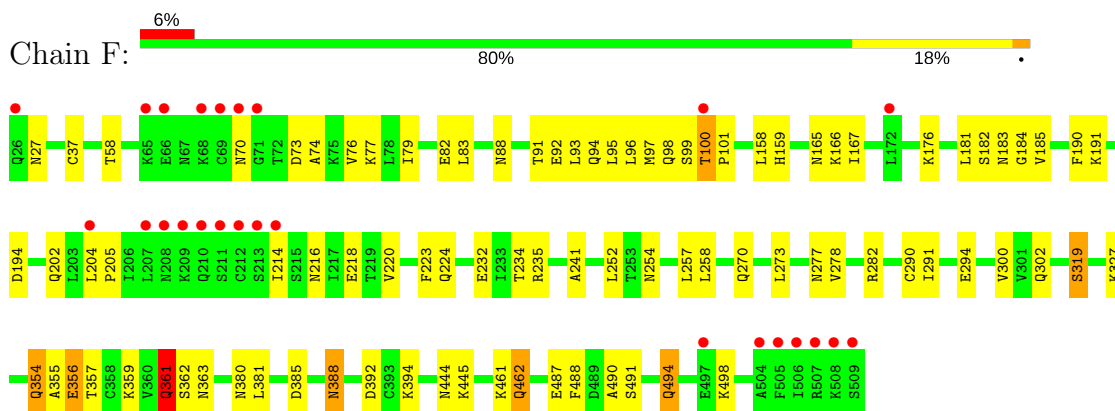 6%
Chain F:
80% 18% •
Q26 N27 C37 T58 K65 E66 N67 K68 C69 N70 G71 T72 D73 A74 K75 V76 K77 L78 I79 E82 L83 N88 T91 E92 L93 Q94 L95 L96 M97 Q98 S99 T100 P101 L158 H159 N165 K166 I167 L172 K176 L181 S182 N183 G184 V185 F190 K191
D194 Q202 L203 L204 P205 I206 L207 N208 K209 Q210 S211 C212 S213 I214 S215 N216 I217 E218 T219 V220 F223 Q224 E232 I233 T234 R235 A241 L252 T253 N254 L257 L258 Q270 L273 N277 V278 R282 C290 I291 E294 V300 V301 Q302 S319 K327
Q354 A355 E356 T357 C358 K359 V360 Q361 S362 N363 N380 L381 D385 N388 D392 C393 K394 N444 K445 K461 Q462 E487 F488 D489 A490 S491 Q494 E497 K498 A504 F505 I506 R507 K508 S509